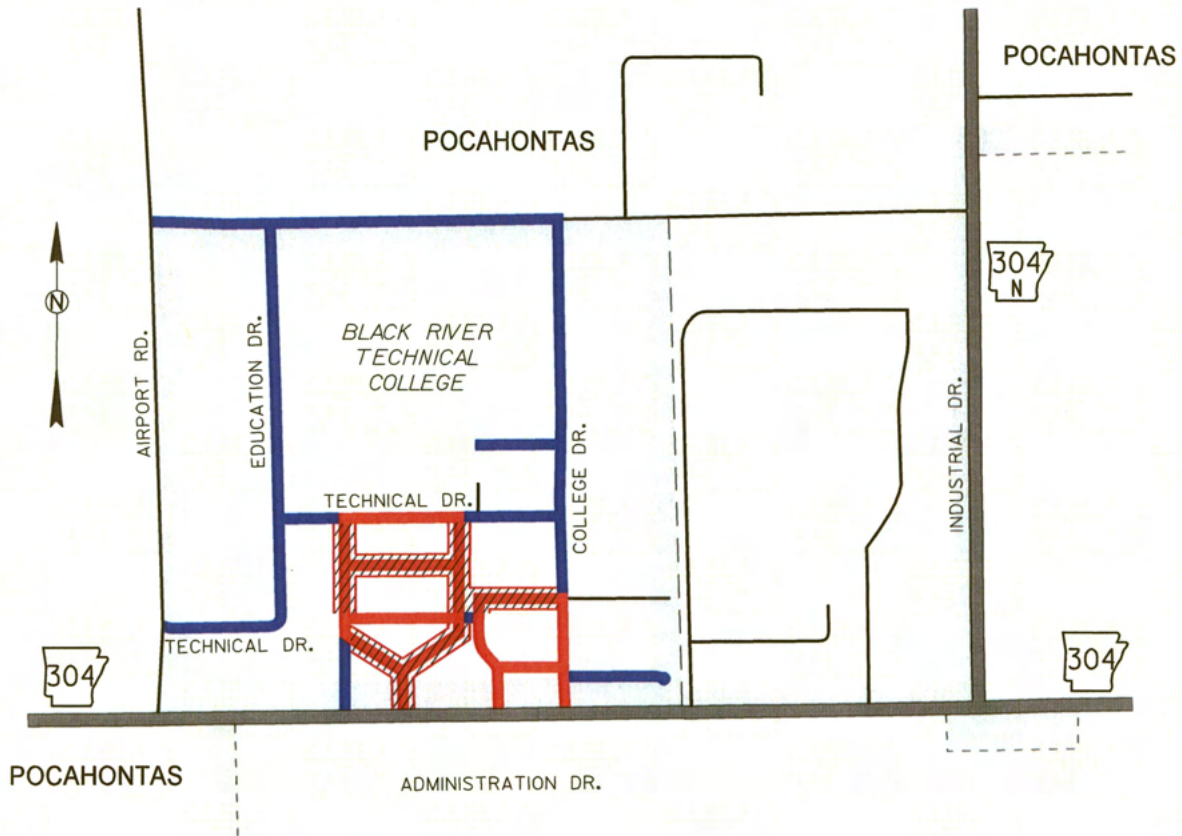 POCAHONTAS
POCAHONTAS
304
N
N
BLACK RIVER
TECHNICAL
COLLEGE
AIRPORT RD.
EDUCATION DR.
COLLEGE DR.
INDUSTRIAL DR.
TECHNICAL DR.
TECHNICAL DR.
304
304
POCAHONTAS
ADMINISTRATION DR.